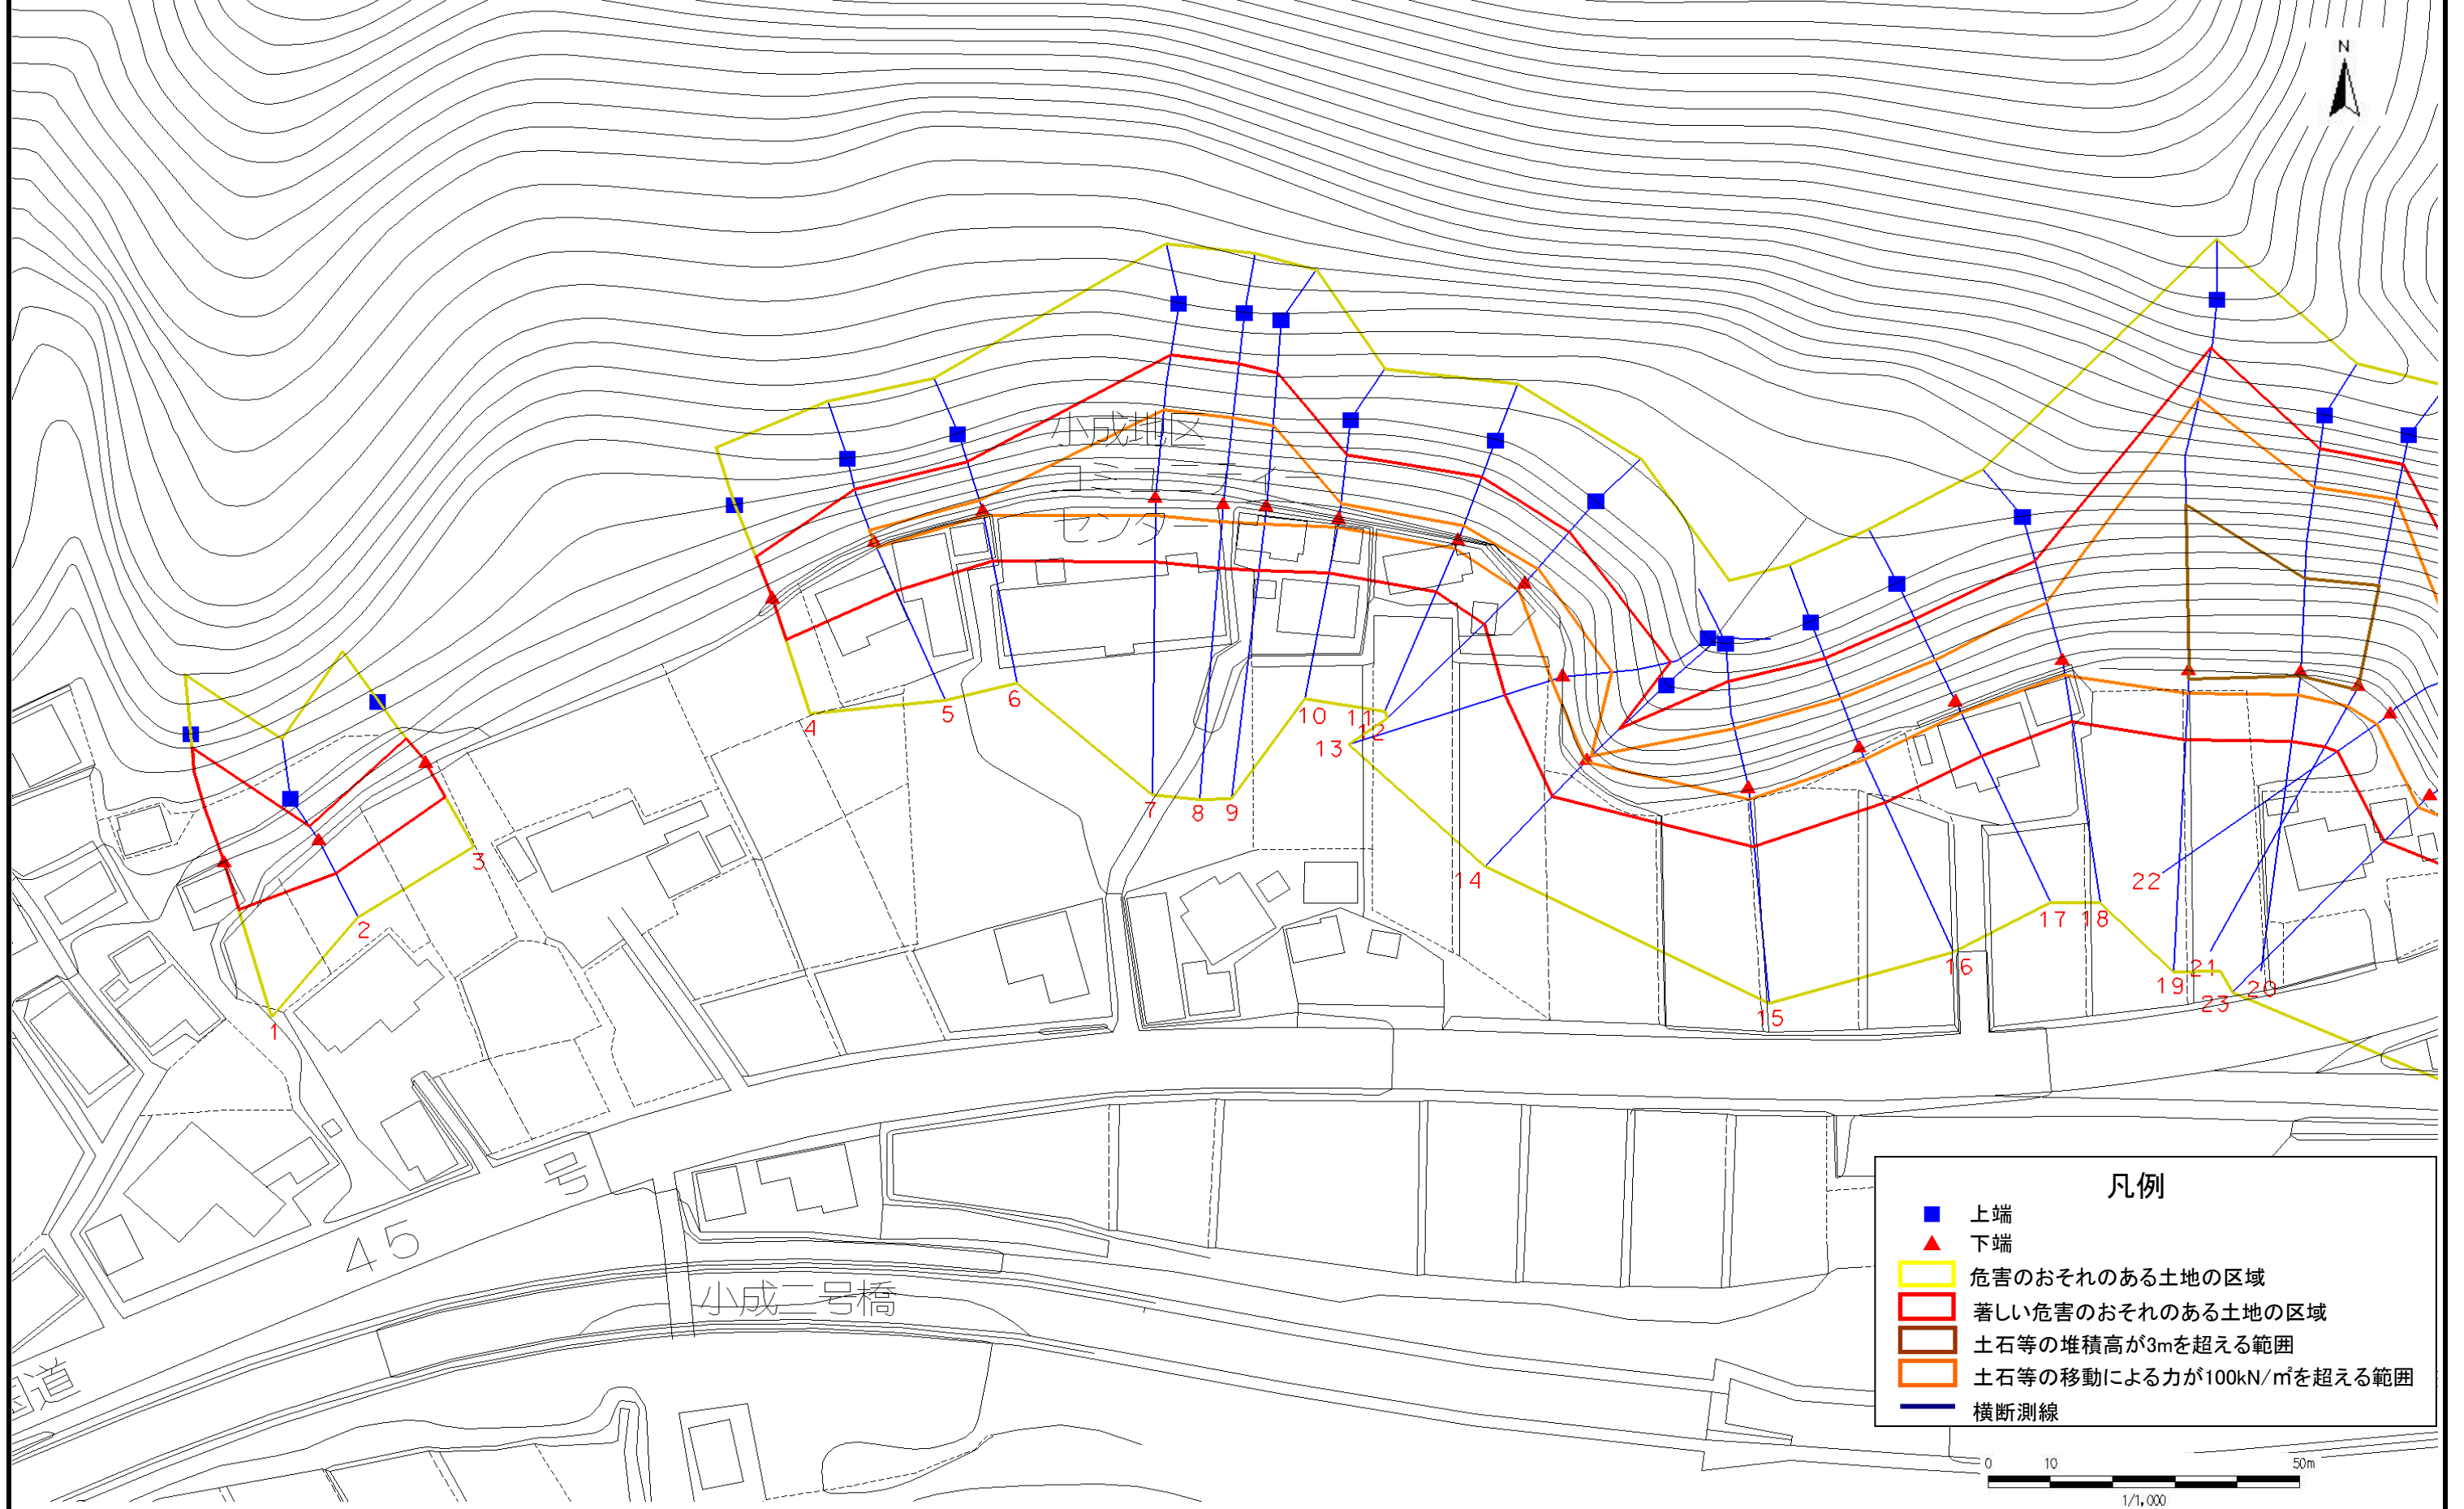 N
小成地区
コミュニティー
センター
4
5
6
7
8
9
10
11
12
13
14
15
16
17
18
19
20
21
22
23
1
2
3
45
号
道
小成二号橋
凡例
上端
下端
危害のおそれのある土地の区域
著しい危害のおそれのある土地の区域
土石等の堆積高が3mを超える範囲
土石等の移動による力が100kN/㎡を超える範囲
横断測線
0 10 50m
1/1,000